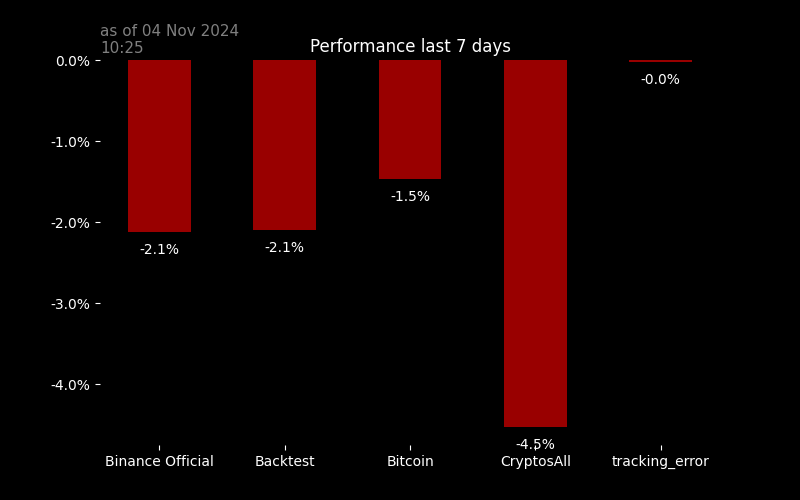 as of 04 Nov 2024
10:25
Performance last 7 days
0.0%
-1.0%
-2.0%
-3.0%
-4.0%
-2.1%
-2.1%
-1.5%
-4.5%
-0.0%
Binance Official
Backtest
Bitcoin
CryptosAll
tracking_error